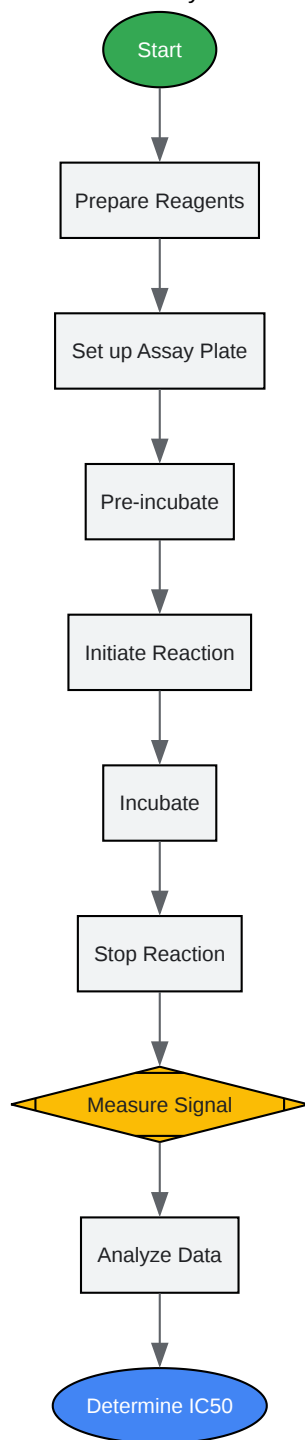 Start
Prepare Reagents
Set up Assay Plate
Pre-incubate
Initiate Reaction
Incubate
Stop Reaction
Measure Signal
Analyze Data
Determine IC50